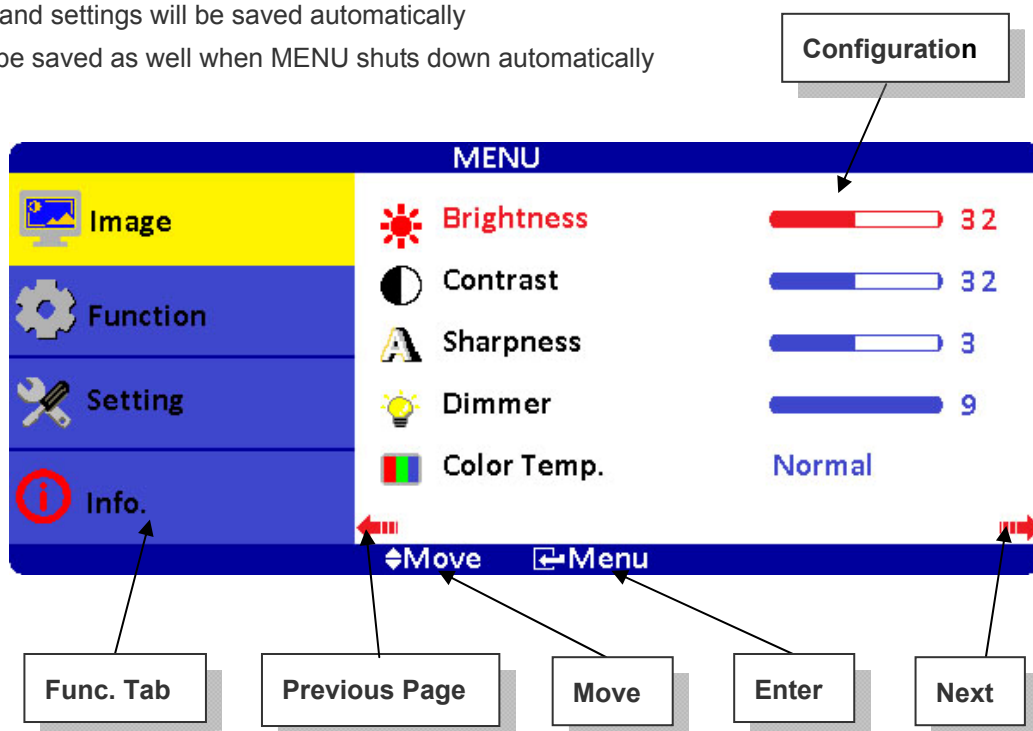 and settings will be saved automatically
be saved as well when MENU shuts down automatically
Configuration
MENU
Image
Function
Setting
Info.
Brightness 32
Contrast 32
Sharpness 3
Dimmer 9
Color Temp. Normal
Move Menu
Func. Tab
Previous Page
Move
Enter
Next